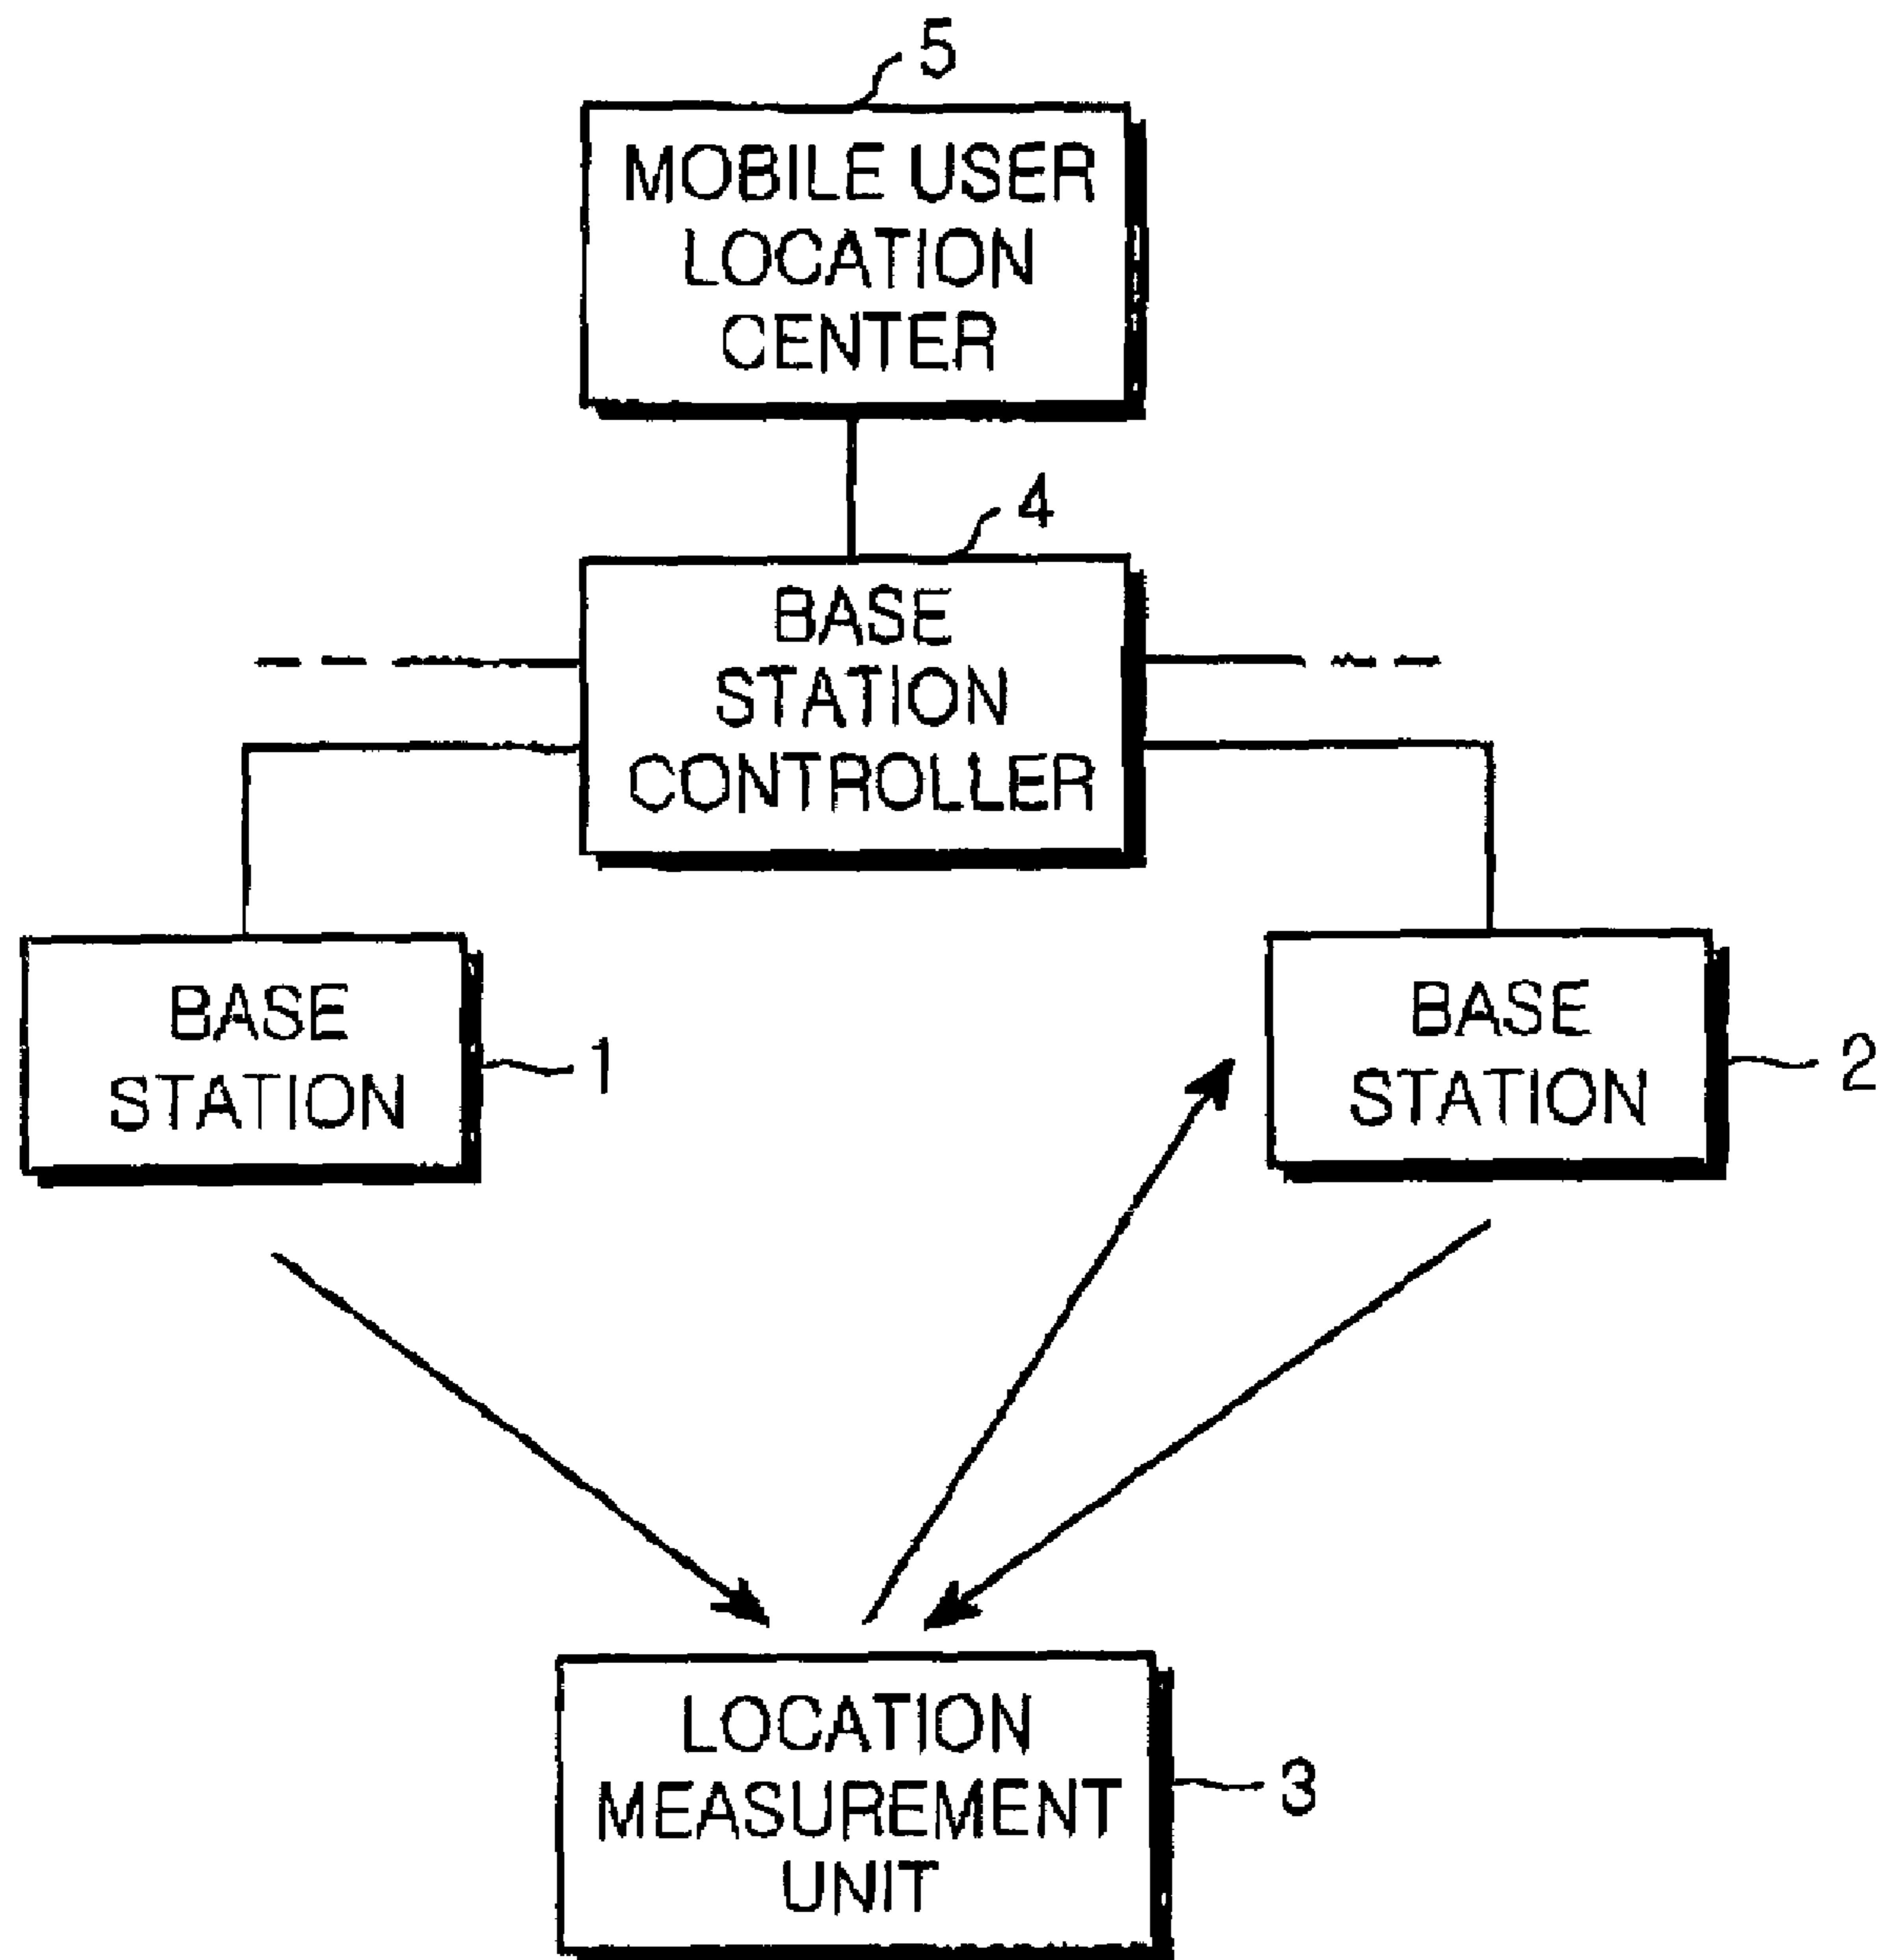 5
MOBILE USER
LOCATION
CENTER
4
BASE
STATION
CONTROLLER
BASE
STATION
1
BASE
STATION
2
LOCATION
MEASUREMENT
UNIT
3